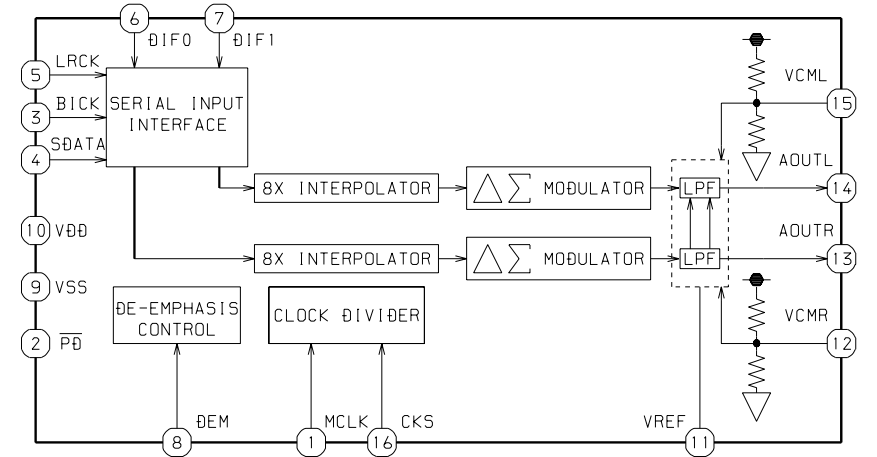 6
7
DIF0
DIF1
5
LRCK
3
BICK
4
SDATA
SERIAL INPUT
INTERFACE
VCML
15
8X INTERPOLATOR
ΔΣ MODULATOR
LPF
AOUTL
14
10
VDD
8X INTERPOLATOR
ΔΣ MODULATOR
LPF
AOUTR
13
9
VSS
DE-EMPHASIS
CONTROL
CLOCK DIVIDER
VCMR
12
2
PD
8
DEM
1
MCLK
16
CKS
VREF
11